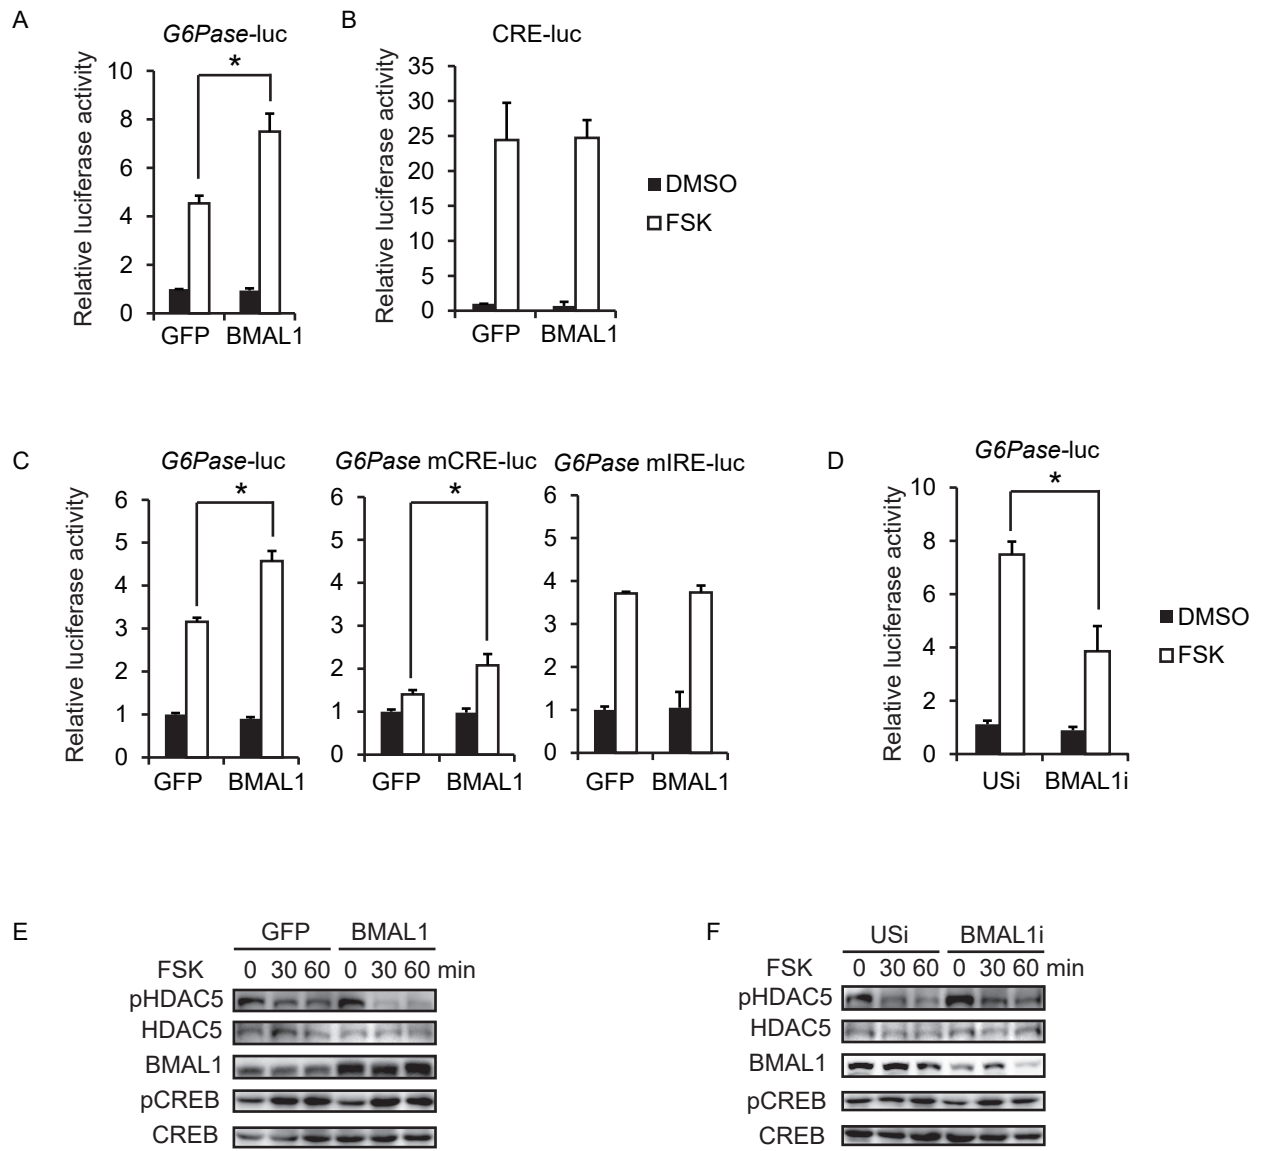 A
G6Pase-luc
Relative luciferase activity
10
8
6
4
2
0
*
GFP BMAL1
B
CRE-luc
Relative luciferase activity
35
30
25
20
15
10
5
0
GFP BMAL1
DMSO
FSK
C
G6Pase-luc
Relative luciferase activity
6
5
4
3
2
1
0
*
GFP BMAL1
G6Pase mCRE-luc
6
5
4
3
2
1
0
*
GFP BMAL1
G6Pase mIRE-luc
6
5
4
3
2
1
0
GFP BMAL1
D
G6Pase-luc
Relative luciferase activity
10
8
6
4
2
0
*
USi BMAL1i
DMSO
FSK
E
GFP BMAL1
FSK 0 30 60 0 30 60 min
pHDAC5
HDAC5
BMAL1
pCREB
CREB
F
USi BMAL1i
FSK 0 30 60 0 30 60 min
pHDAC5
HDAC5
BMAL1
pCREB
CREB